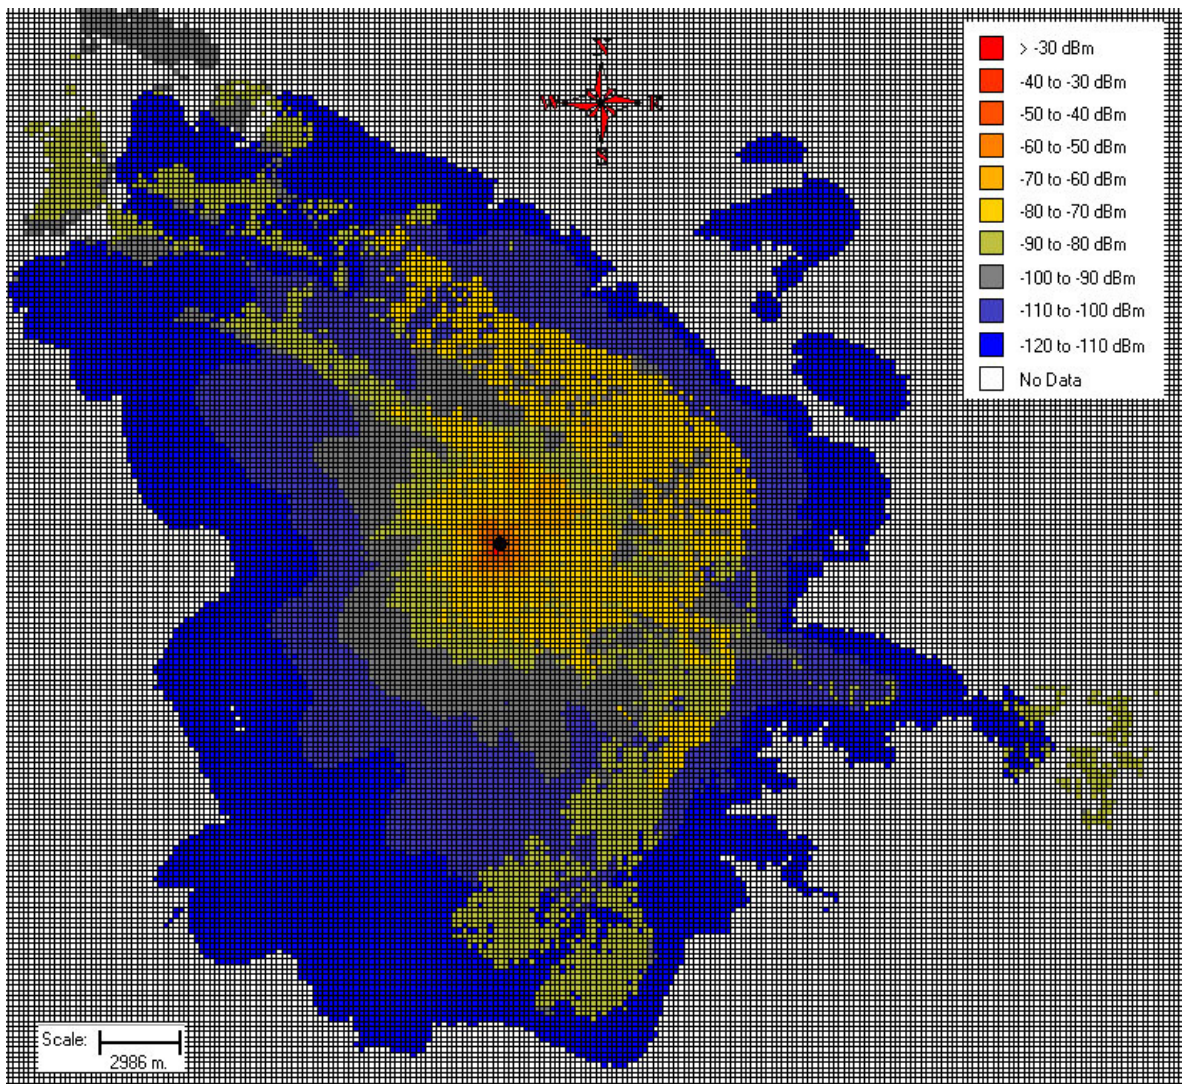 N
W E
S
> -30 dBm
-40 to -30 dBm
-50 to -40 dBm
-60 to -50 dBm
-70 to -60 dBm
-80 to -70 dBm
-90 to -80 dBm
-100 to -90 dBm
-110 to -100 dBm
-120 to -110 dBm
No Data
Scale:
2986 m.